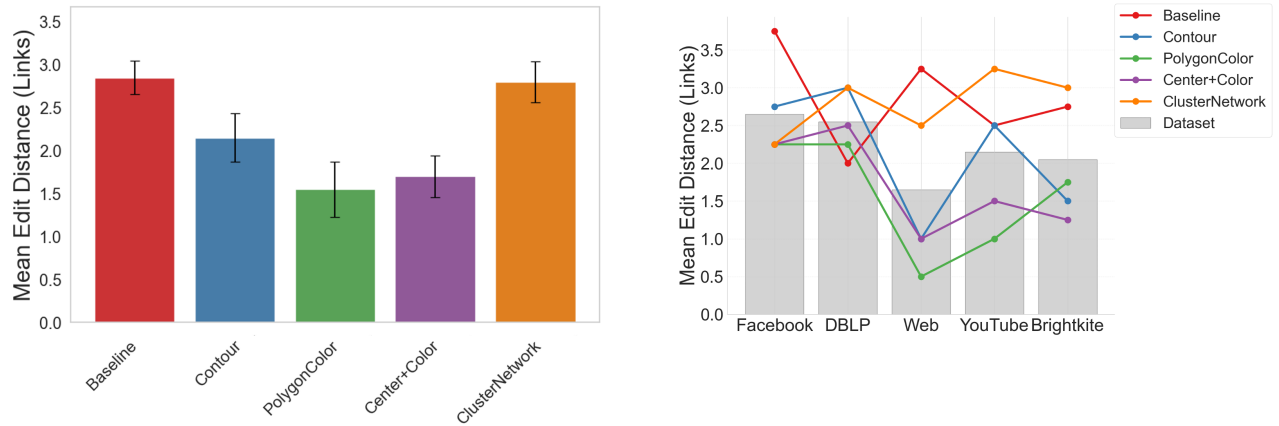 Mean Edit Distance (Links)
3.5
3.0
2.5
2.0
1.5
1.0
0.5
0.0
Baseline
Contour
PolygonColor
Center+Color
ClusterNetwork
Mean Edit Distance (Links)
3.5
3.0
2.5
2.0
1.5
1.0
0.5
0.0
Facebook DBLP Web YouTube Brightkite
Baseline
Contour
PolygonColor
Center+Color
ClusterNetwork
Dataset